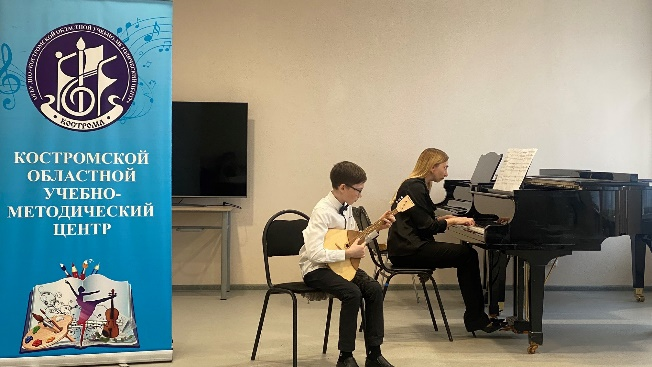 КОСТРОМА
КОСТРОМСКОЙ
ОБЛАСТНОЙ
УЧЕБНО-
МЕТОДИЧЕСКИЙ
ЦЕНТР